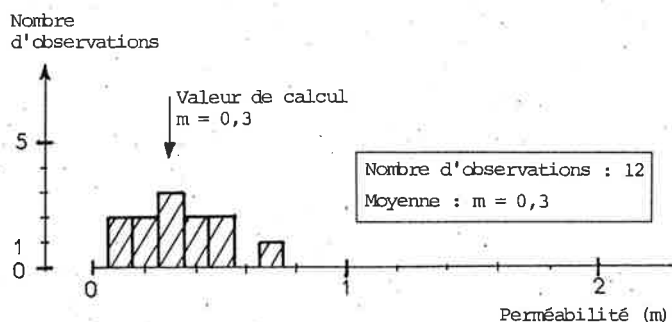 Nombre
d'observations
Valeur de calcul
m = 0,3
5
Nombre d'observations : 12
Moyenne : m = 0,3
1
0
0
1
2
Perméabilité (m)